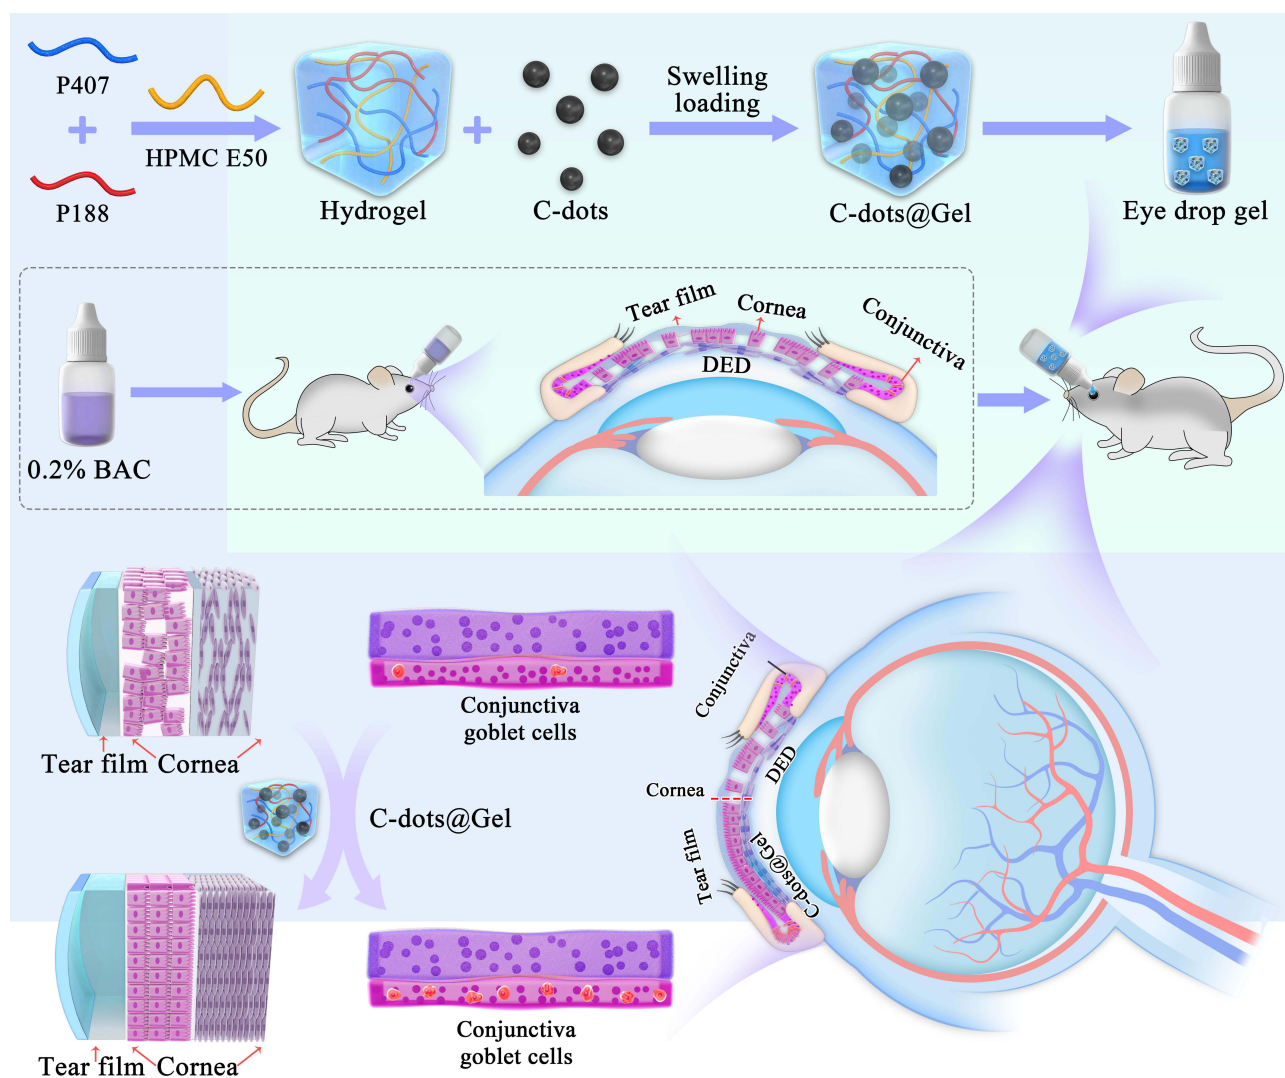 P407
P188
HPMC E50
Hydrogel
C-dots
Swelling
loading
C-dots@Gel
Eye drop gel
0.2% BAC
Tear film
Cornea
Conjunctiva
DED
Tear film Cornea
Conjunctiva
goblet cells
C-dots@Gel
Tear film Cornea
Conjunctiva
goblet cells
Conjunctiva
DED
Cornea
Tear film
C-dots@Gel